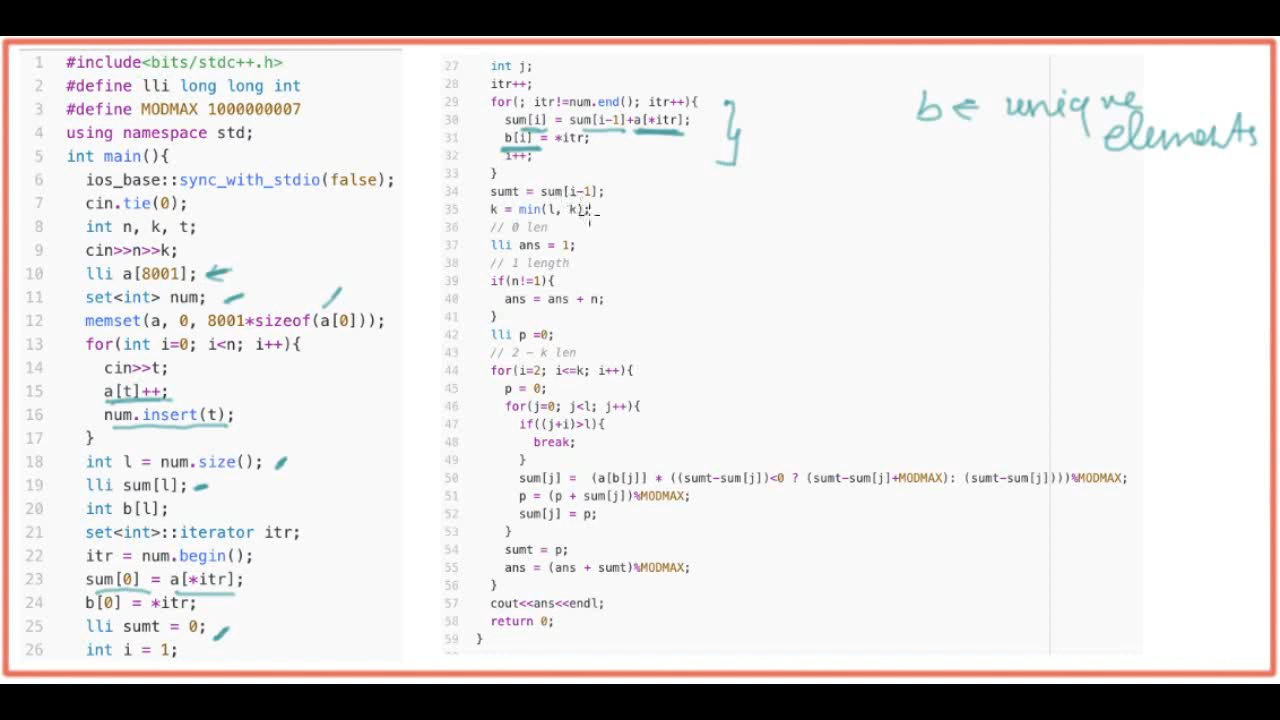 1 #include<bits/stdc++.h>
2 #define lli long long int
3 #define MODMAX 1000000007
4 using namespace std;
5 int main(){
6 ios_base::sync_with_stdio(false);
7 cin.tie(0);
8 int n, k, t;
9 cin>>n>>k;
10 lli a[8001];
11 set<int> num;
12 memset(a, 0, 8001*sizeof(a[0]));
13 for(int i=0; i<n; i++){
14 cin>>t;
15 a[t]++;
16 num.insert(t);
17 }
18 int l = num.size();
19 lli sum[l];
20 int b[l];
21 set<int>::iterator itr;
22 itr = num.begin();
23 sum[0] = a[*itr];
24 b[0] = *itr;
25 lli sumt = 0;
26 int i = 1;
27 int j;
28 itr++;
29 for(; itr!=num.end(); itr++){
30 sum[i] = sum[i-1]+a[*itr];
31 b[i] = *itr;
32 i++;
33 }
34 sumt = sum[i-1];
35 k = min(l, k);
36 // 0 len
37 lli ans = 1;
38 // 1 length
39 if(n!=1){
40 ans = ans + n;
41 }
42 lli p =0;
43 // 2 – k len
44 for(i=2; i<=k; i++){
45 p = 0;
46 for(j=0; j<l; j++){
47 if((j+i)>l){
48 break;
49 }
50 sum[j] = (a[b[j]] * ((sumt-sum[j])<0 ? (sumt-sum[j]+MODMAX): (sumt-sum[j])))%MODMAX;
51 p = (p + sum[j])%MODMAX;
52 sum[j] = p;
53 }
54 sumt = p;
55 ans = (ans + sumt)%MODMAX;
56 }
57 cout<<ans<<endl;
58 return 0;
59 }
b ← unique
elements